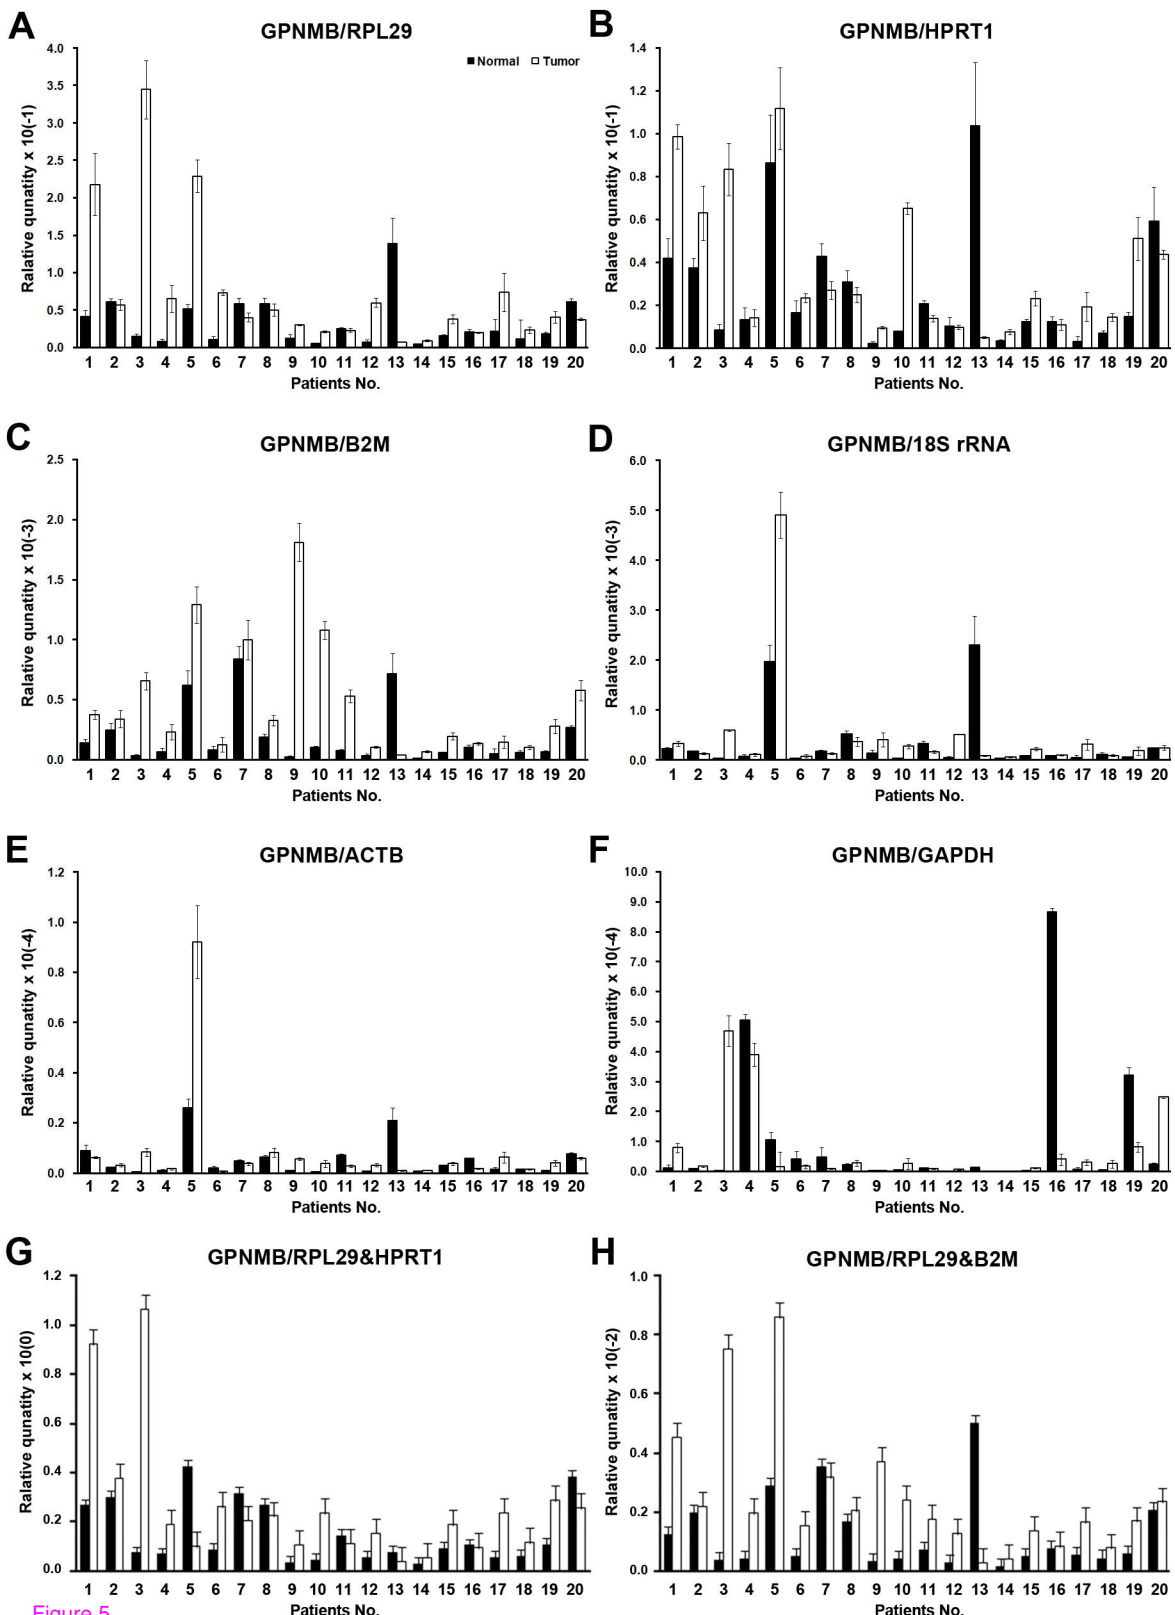 A
GPNMB/RPL29
Ralative qunatity x 10(-1)
4.0
3.5
3.0
2.5
2.0
1.5
1.0
0.5
0.0
Normal Tumor
1 2 3 4 5 6 7 8 9 10 11 12 13 14 15 16 17 18 19 20
Patients No.
B
GPNMB/HPRT1
Ralative qunatity x 10(-1)
1.4
1.2
1.0
0.8
0.6
0.4
0.2
0.0
1 2 3 4 5 6 7 8 9 10 11 12 13 14 15 16 17 18 19 20
Patients No.
C
GPNMB/B2M
Ralative qunatity x 10(-3)
2.5
2.0
1.5
1.0
0.5
0.0
1 2 3 4 5 6 7 8 9 10 11 12 13 14 15 16 17 18 19 20
Patients No.
D
GPNMB/18S rRNA
Ralative qunatity x 10(-3)
6.0
5.0
4.0
3.0
2.0
1.0
0.0
1 2 3 4 5 6 7 8 9 10 11 12 13 14 15 16 17 18 19 20
Patients No.
E
GPNMB/ACTB
Ralative qunatity x 10(-4)
1.2
1.0
0.8
0.6
0.4
0.2
0.0
1 2 3 4 5 6 7 8 9 10 11 12 13 14 15 16 17 18 19 20
Patients No.
F
GPNMB/GAPDH
Ralative qunatity x 10(-4)
10.0
9.0
8.0
7.0
6.0
5.0
4.0
3.0
2.0
1.0
0.0
1 2 3 4 5 6 7 8 9 10 11 12 13 14 15 16 17 18 19 20
Patients No.
G
GPNMB/RPL29&HPRT1
Ralative qunatity x 10(0)
1.2
1.0
0.8
0.6
0.4
0.2
0.0
1 2 3 4 5 6 7 8 9 10 11 12 13 14 15 16 17 18 19 20
Patients No.
H
GPNMB/RPL29&B2M
Ralative qunatity x 10(-2)
1.0
0.8
0.6
0.4
0.2
0.0
1 2 3 4 5 6 7 8 9 10 11 12 13 14 15 16 17 18 19 20
Patients No.
Figure 5